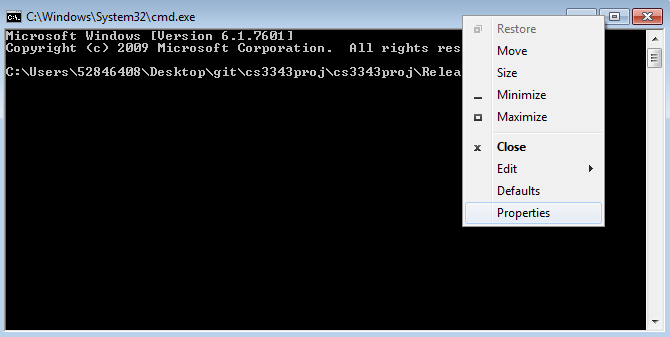 C:\Windows\System32\cmd.exe
Microsoft Windows [Version 6.1.7601]
Copyright (c) 2009 Microsoft Corporation.  All rights res
C:\Users\52846408\Desktop\git\cs3343proj\cs3343proj\Relea
Restore
Move
Size
Minimize
Maximize
Close
Edit
Defaults
Properties